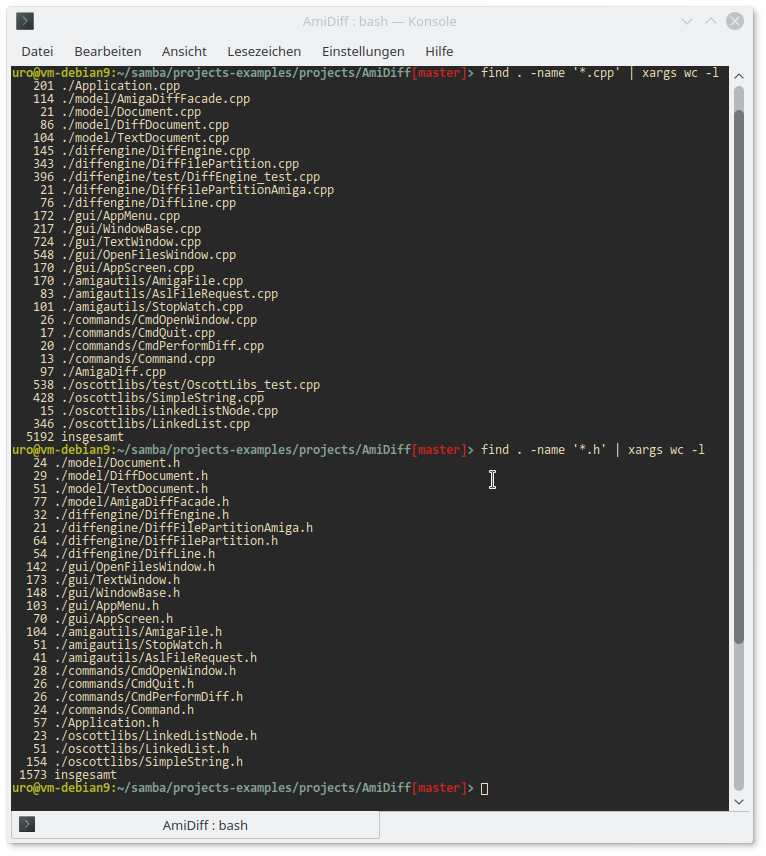 AmiDiff : bash — Konsole
Datei Bearbeiten Ansicht Lesezeichen Einstellungen Hilfe
uro@vm-debian9:~/samba/projects-examples/projects/AmiDiff[master]> find . -name '*.cpp' | xargs wc -l
201 ./Application.cpp
114 ./model/AmigaDiffFacade.cpp
21 ./model/Document.cpp
86 ./model/DiffDocument.cpp
104 ./model/TextDocument.cpp
145 ./diffengine/DiffEngine.cpp
343 ./diffengine/DiffFilePartition.cpp
396 ./diffengine/test/DiffEngine_test.cpp
21 ./diffengine/DiffFilePartitionAmiga.cpp
76 ./diffengine/DiffLine.cpp
172 ./gui/AppMenu.cpp
217 ./gui/WindowBase.cpp
724 ./gui/TextWindow.cpp
548 ./gui/OpenFilesWindow.cpp
170 ./gui/AppScreen.cpp
170 ./amigautils/AmigaFile.cpp
83 ./amigautils/AslFileRequest.cpp
101 ./amigautils/StopWatch.cpp
26 ./commands/CmdOpenWindow.cpp
17 ./commands/CmdQuit.cpp
20 ./commands/CmdPerformDiff.cpp
13 ./commands/Command.cpp
97 ./AmigaDiff.cpp
538 ./oscottlibs/test/OscottLibs_test.cpp
428 ./oscottlibs/SimpleString.cpp
15 ./oscottlibs/LinkedListNode.cpp
346 ./oscottlibs/LinkedList.cpp
5192 insgesamt
uro@vm-debian9:~/samba/projects-examples/projects/AmiDiff[master]> find . -name '*.h' | xargs wc -l
24 ./model/Document.h
29 ./model/DiffDocument.h
51 ./model/TextDocument.h
77 ./model/AmigaDiffFacade.h
32 ./diffengine/DiffEngine.h
21 ./diffengine/DiffFilePartitionAmiga.h
64 ./diffengine/DiffFilePartition.h
54 ./diffengine/DiffLine.h
142 ./gui/OpenFilesWindow.h
173 ./gui/TextWindow.h
148 ./gui/WindowBase.h
103 ./gui/AppMenu.h
70 ./gui/AppScreen.h
104 ./amigautils/AmigaFile.h
51 ./amigautils/StopWatch.h
41 ./amigautils/AslFileRequest.h
28 ./commands/CmdOpenWindow.h
26 ./commands/CmdQuit.h
26 ./commands/CmdPerformDiff.h
24 ./commands/Command.h
57 ./Application.h
23 ./oscottlibs/LinkedListNode.h
51 ./oscottlibs/LinkedList.h
154 ./oscottlibs/SimpleString.h
1573 insgesamt
uro@vm-debian9:~/samba/projects-examples/projects/AmiDiff[master]>
AmiDiff : bash